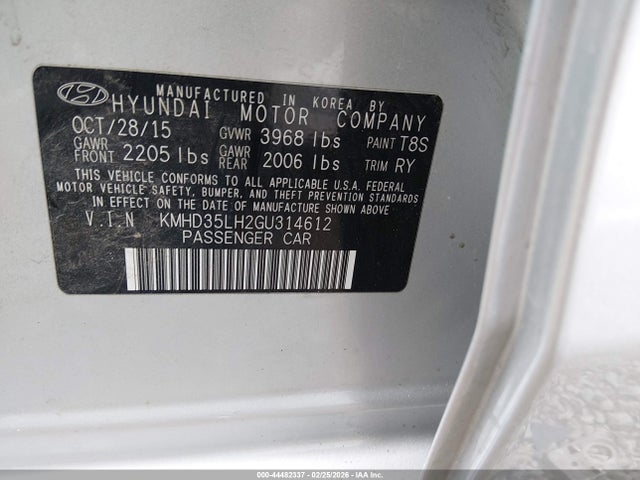 MANUFACTURED IN KOREA BY
HYUNDAI MOTOR COMPANY
OCT/28/15 GVWR 3968 lbs PAINT T8S
GAWR FRONT 2205 lbs GAWR REAR 2006 lbs TRIM RY
THIS VEHICLE CONFORMS TO ALL APPLICABLE U.S.A. FEDERAL
MOTOR VEHICLE SAFETY, BUMPER, AND THEFT PREVENTION STANDARDS
IN EFFECT ON THE DATE OF MANUFACTURE SHOWN ABOVE.
V.I.N KMHD35LH2GU314612
PASSENGER CAR
000-44482337 - 02/25/2026 - IAA Inc.